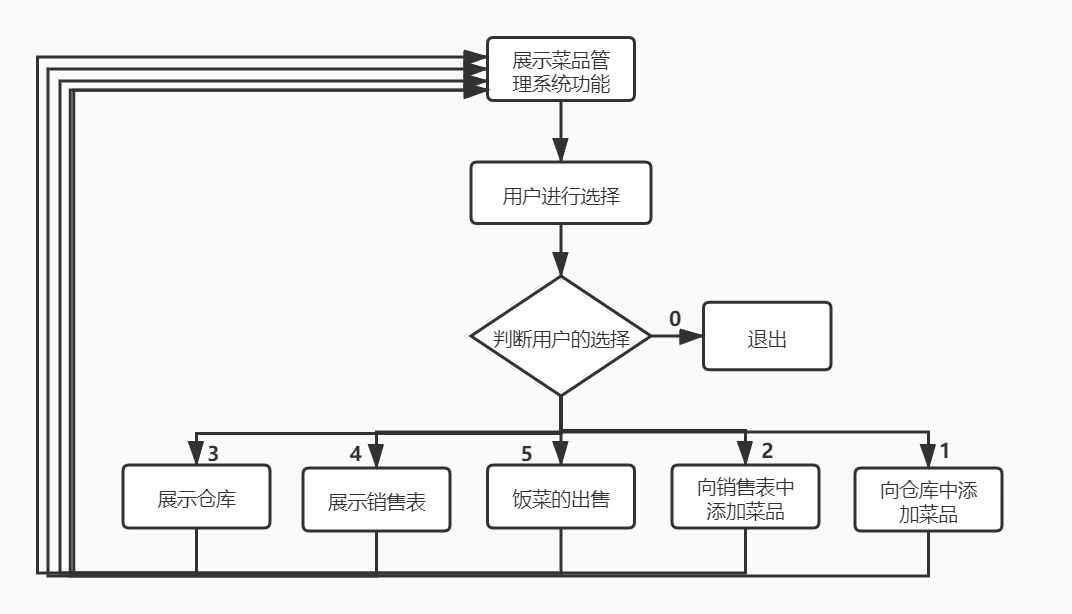 展示菜品管
理系统功能
用户进行选择
判断用户的选择
0
退出
3
4
5
2
1
展示仓库
展示销售表
饭菜的出售
向销售表中
添加菜品
向仓库中添
加菜品